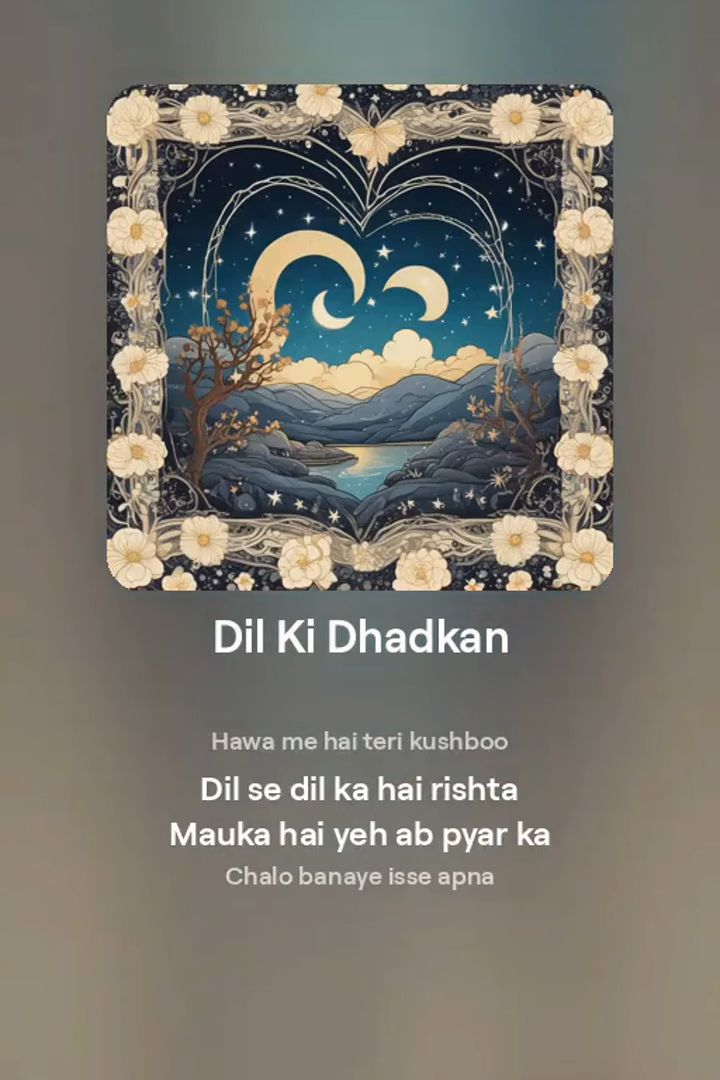 Dil Ki Dhadkan
Hawa me hai teri kushboo
Dil se dil ka hai rishta
Mauka hai yeh ab pyar ka
Chalo banaye isse apna